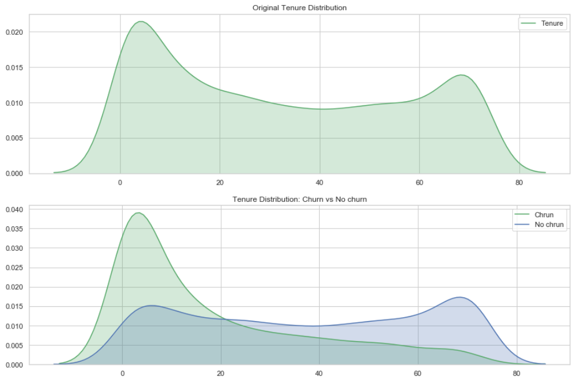 Original Tenure Distribution
Tenure
0.020
0.015
0.010
0.005
0.000
0 20 40 60 80
Tenure Distribution: Churn vs No churn
0.040
Chrun
0.035
No chrun
0.030
0.025
0.020
0.015
0.010
0.005
0.000
0 20 40 60 80